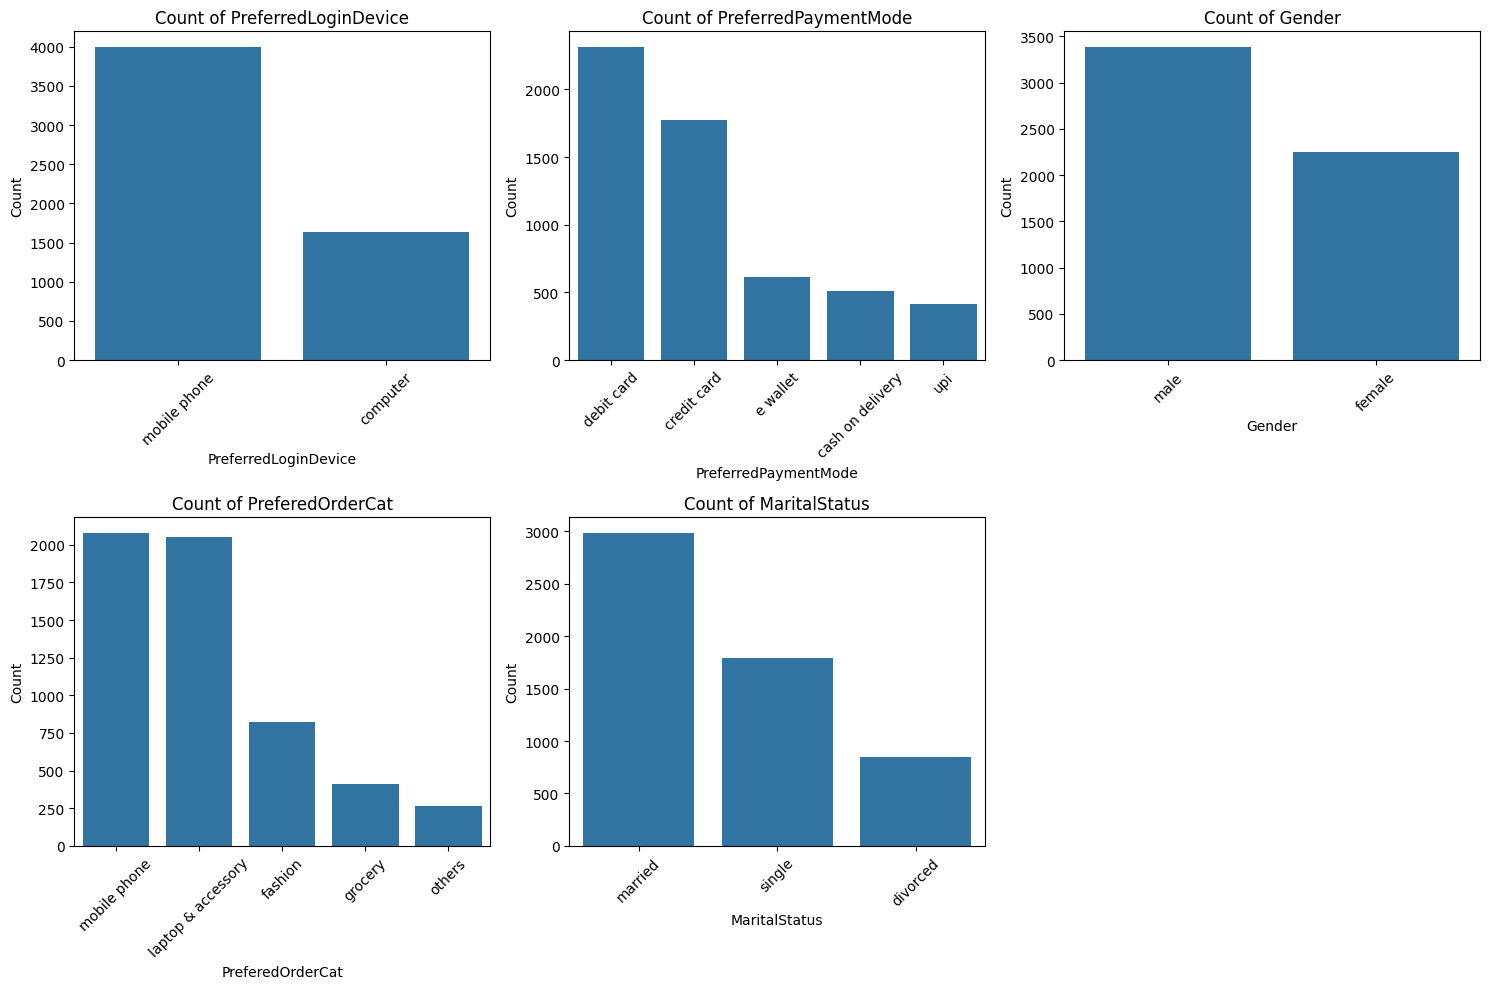 Count of PreferredLoginDevice
4000
3500
3000
2500
2000
1500
1000
500
0
Count
mobile phone
computer
PreferredLoginDevice
Count of PreferredPaymentMode
2000
1500
1000
500
0
Count
debit card
credit card
e wallet
cash on delivery
upi
PreferredPaymentMode
Count of Gender
3500
3000
2500
2000
1500
1000
500
0
Count
male
female
Gender
Count of PreferedOrderCat
2000
1750
1500
1250
1000
750
500
250
0
Count
mobile phone
laptop & accessory
fashion
grocery
others
PreferedOrderCat
Count of MaritalStatus
3000
2500
2000
1500
1000
500
0
Count
married
single
divorced
MaritalStatus